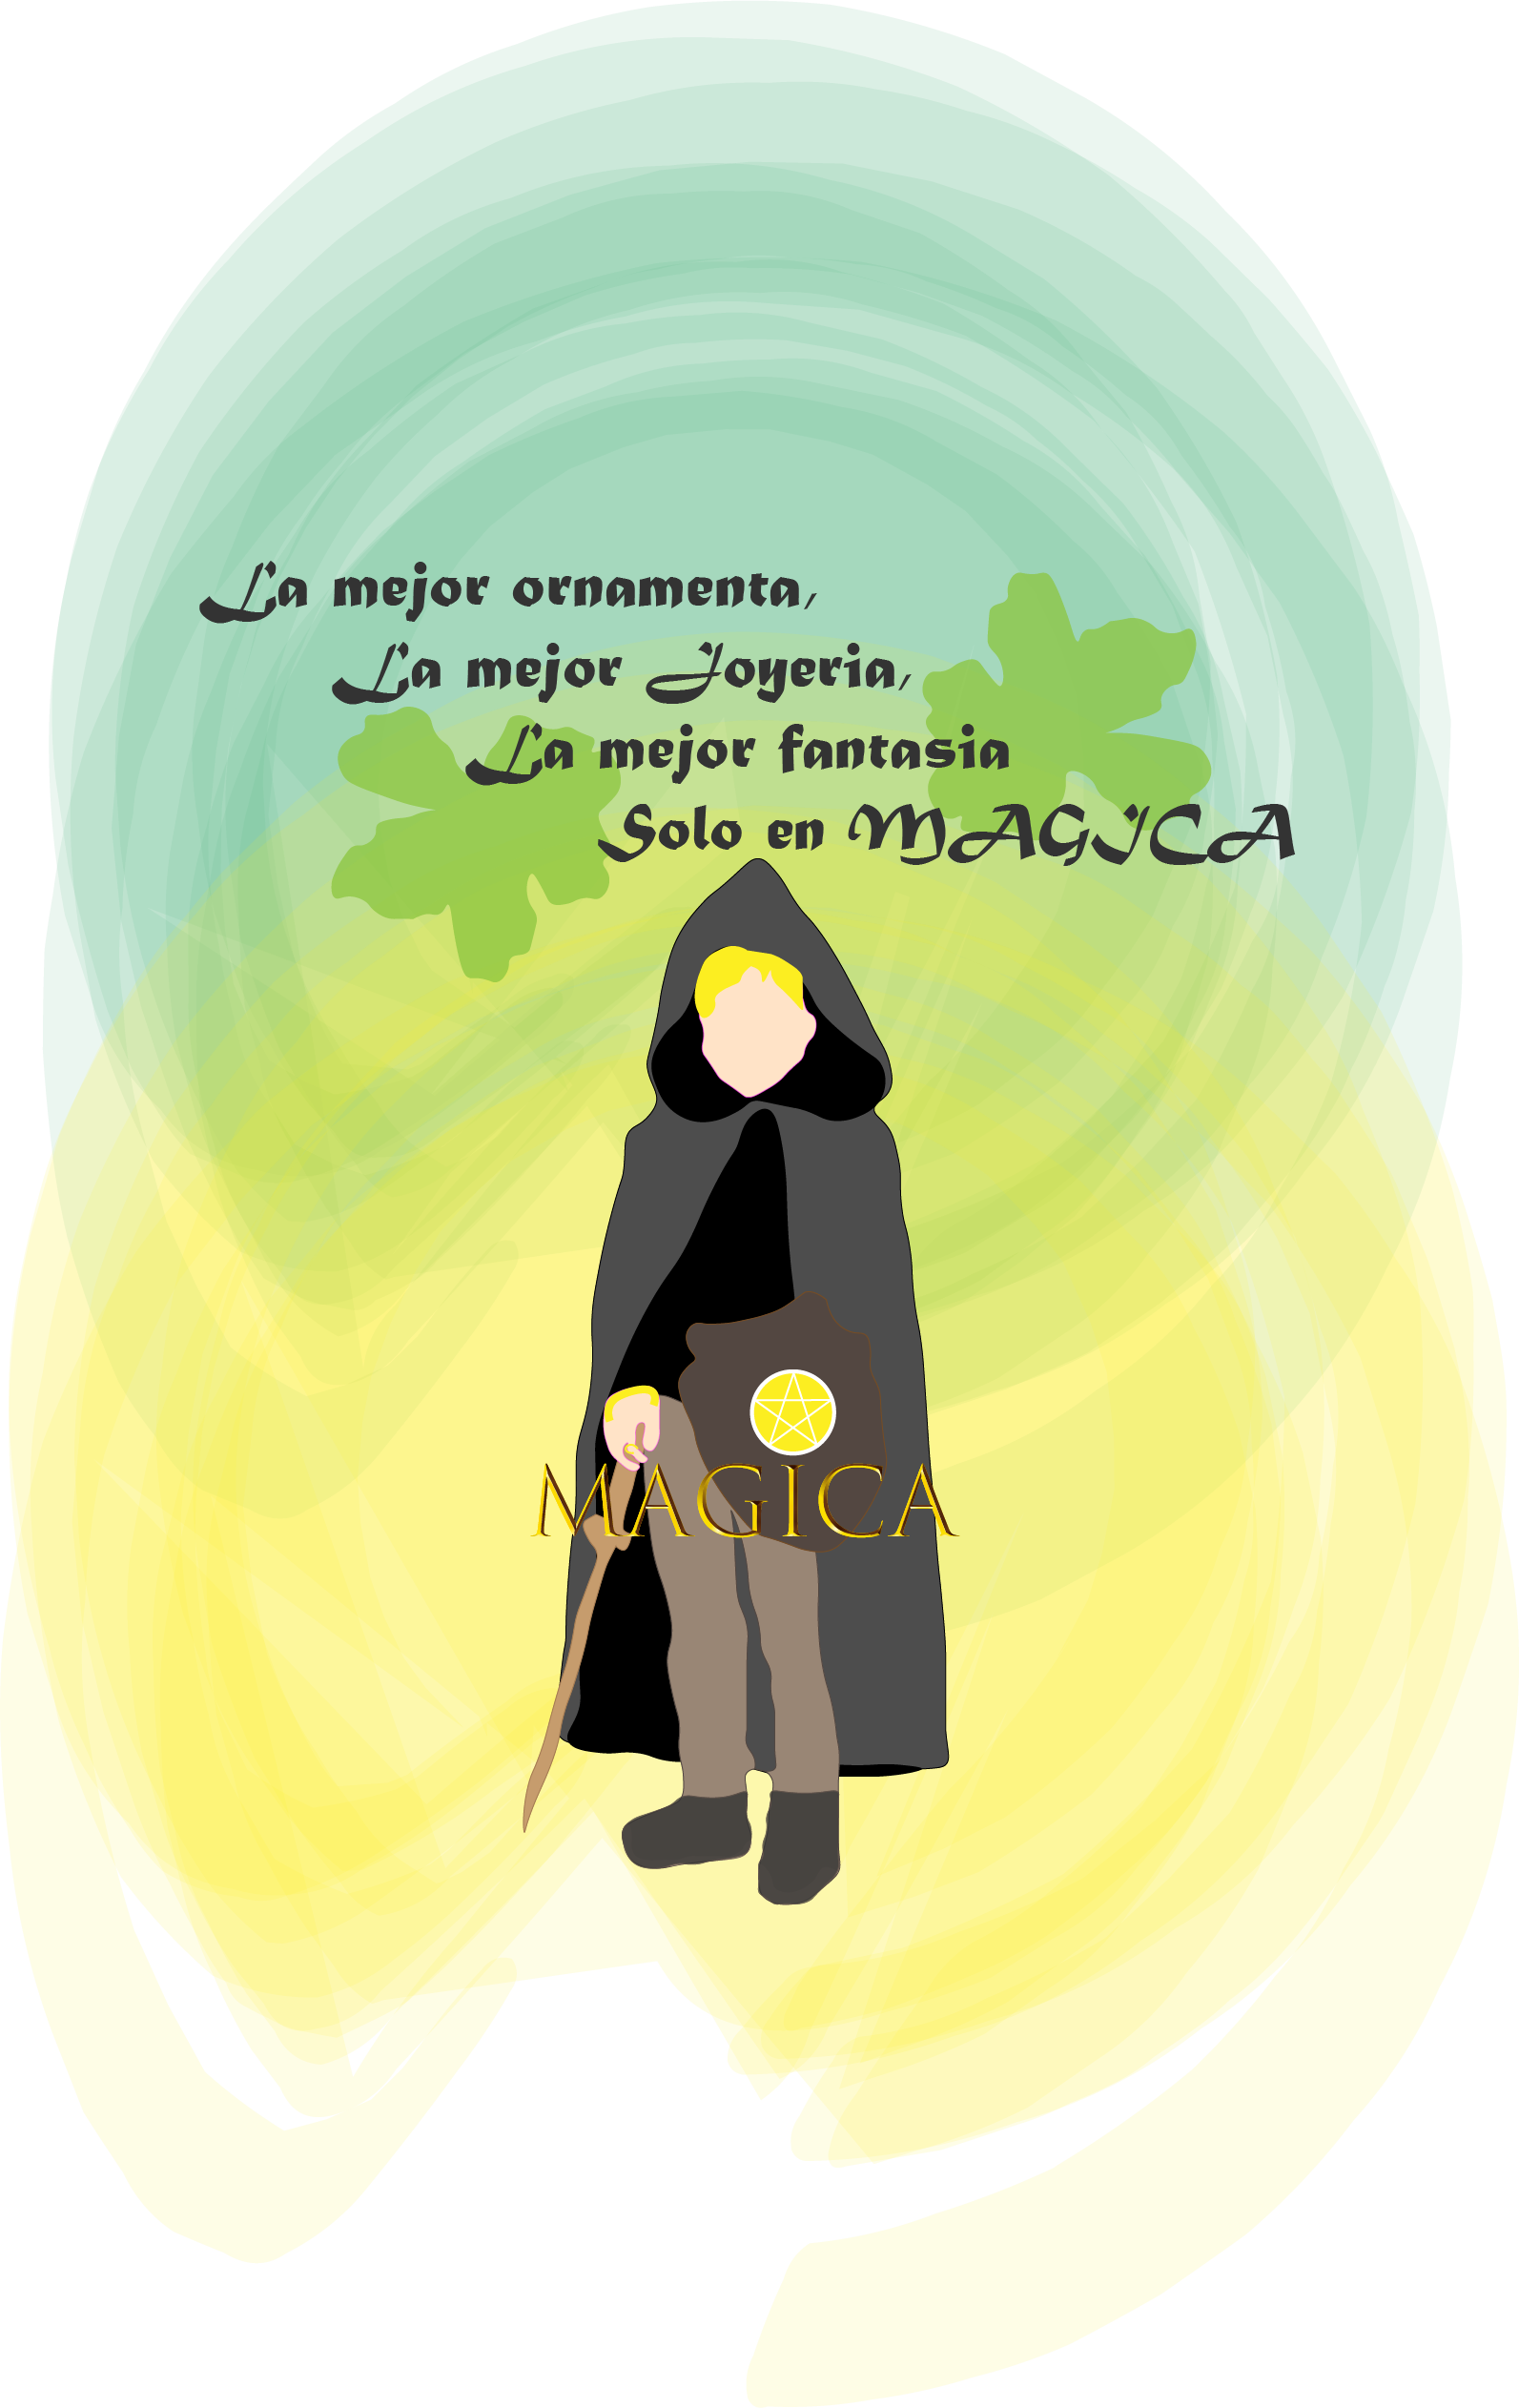 La mejor ornamenta,
La mejor Joyeria,
La mejor fantasia
Solo en MAGICA
MAGICA